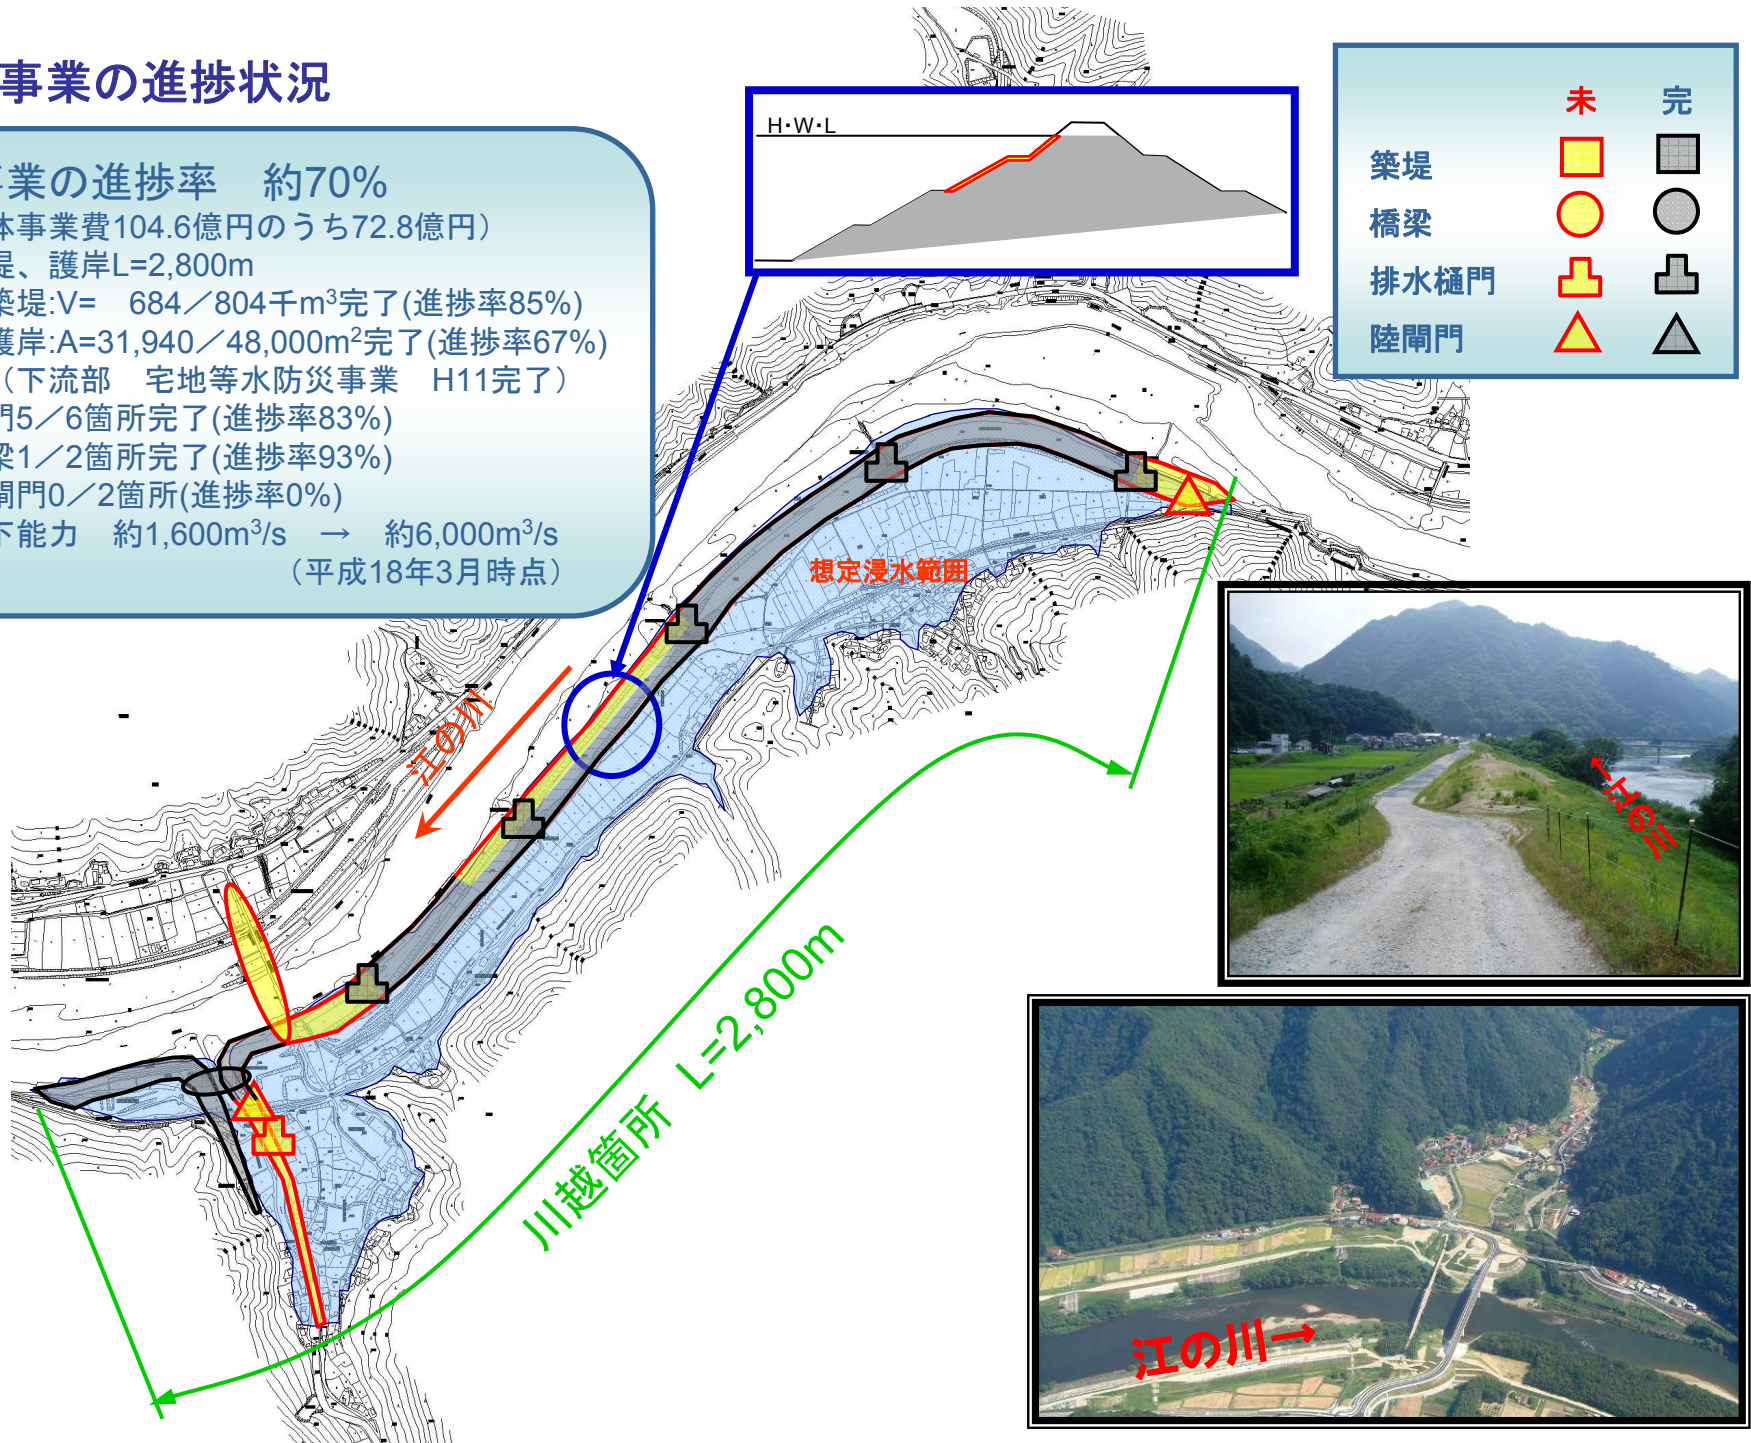 事業の進捗状況
業の進捗率　約70%
体事業費104.6億円のうち72.8億円）
堤、護岸L=2,800m
築堤:V=　684／804千m³完了(進捗率85%)
護岸:A=31,940／48,000m²完了(進捗率67%)
（下流部　宅地等水防災事業　H11完了）
門5／6箇所完了(進捗率83%)
梁1／2箇所完了(進捗率93%)
閘門0／2箇所(進捗率0%)
下能力　約1,600m³/s　→　約6,000m³/s
（平成18年3月時点）
H･W･L
未　完
築堤
橋梁
排水樋門
陸閘門
想定浸水範囲
江の川
川越箇所　L=2,800m
←江の川
江の川→